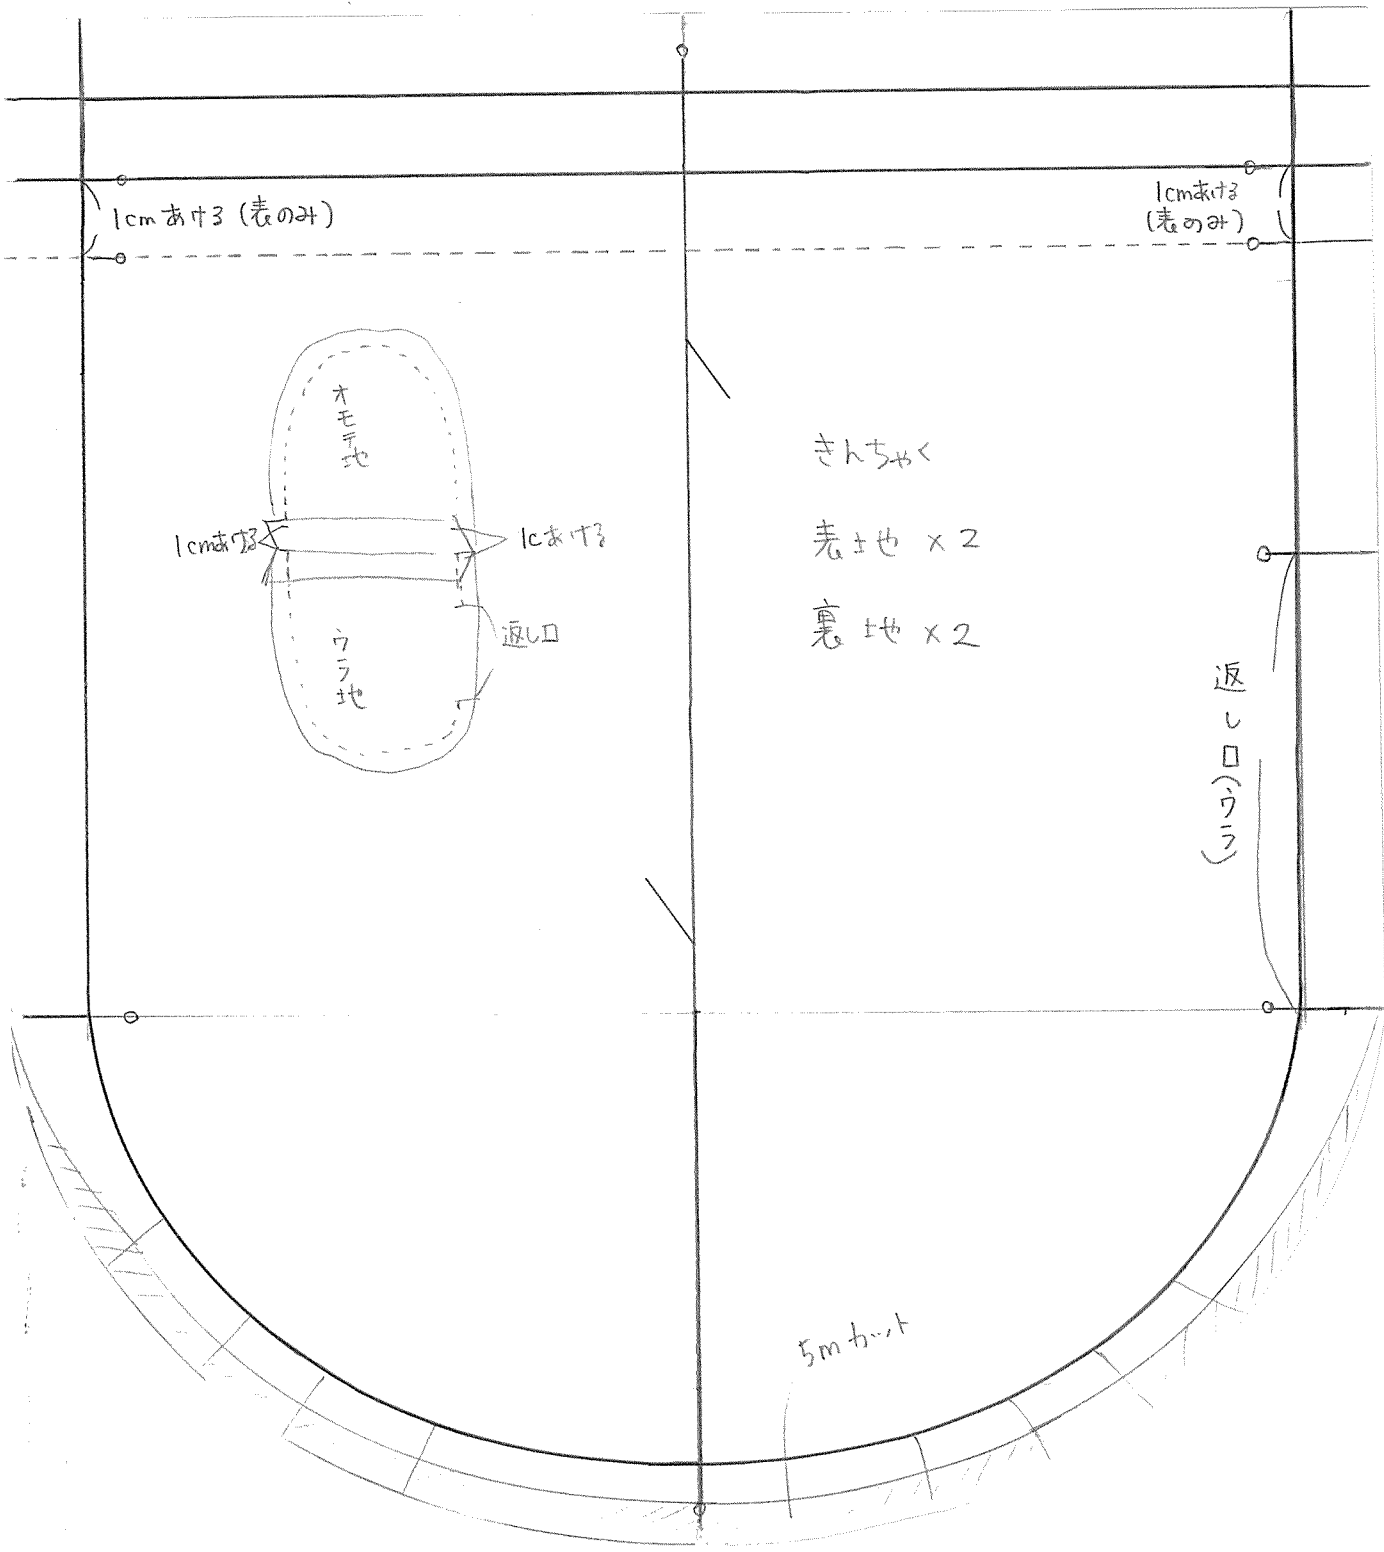 1cmあける(表のみ)
1cmあける
(表のみ)
オモテ地
1cmあける
1cあける
返し口
ウラ地
きんちゃく
表地×2
裏地×2
返し口(ウラ)
5mカット